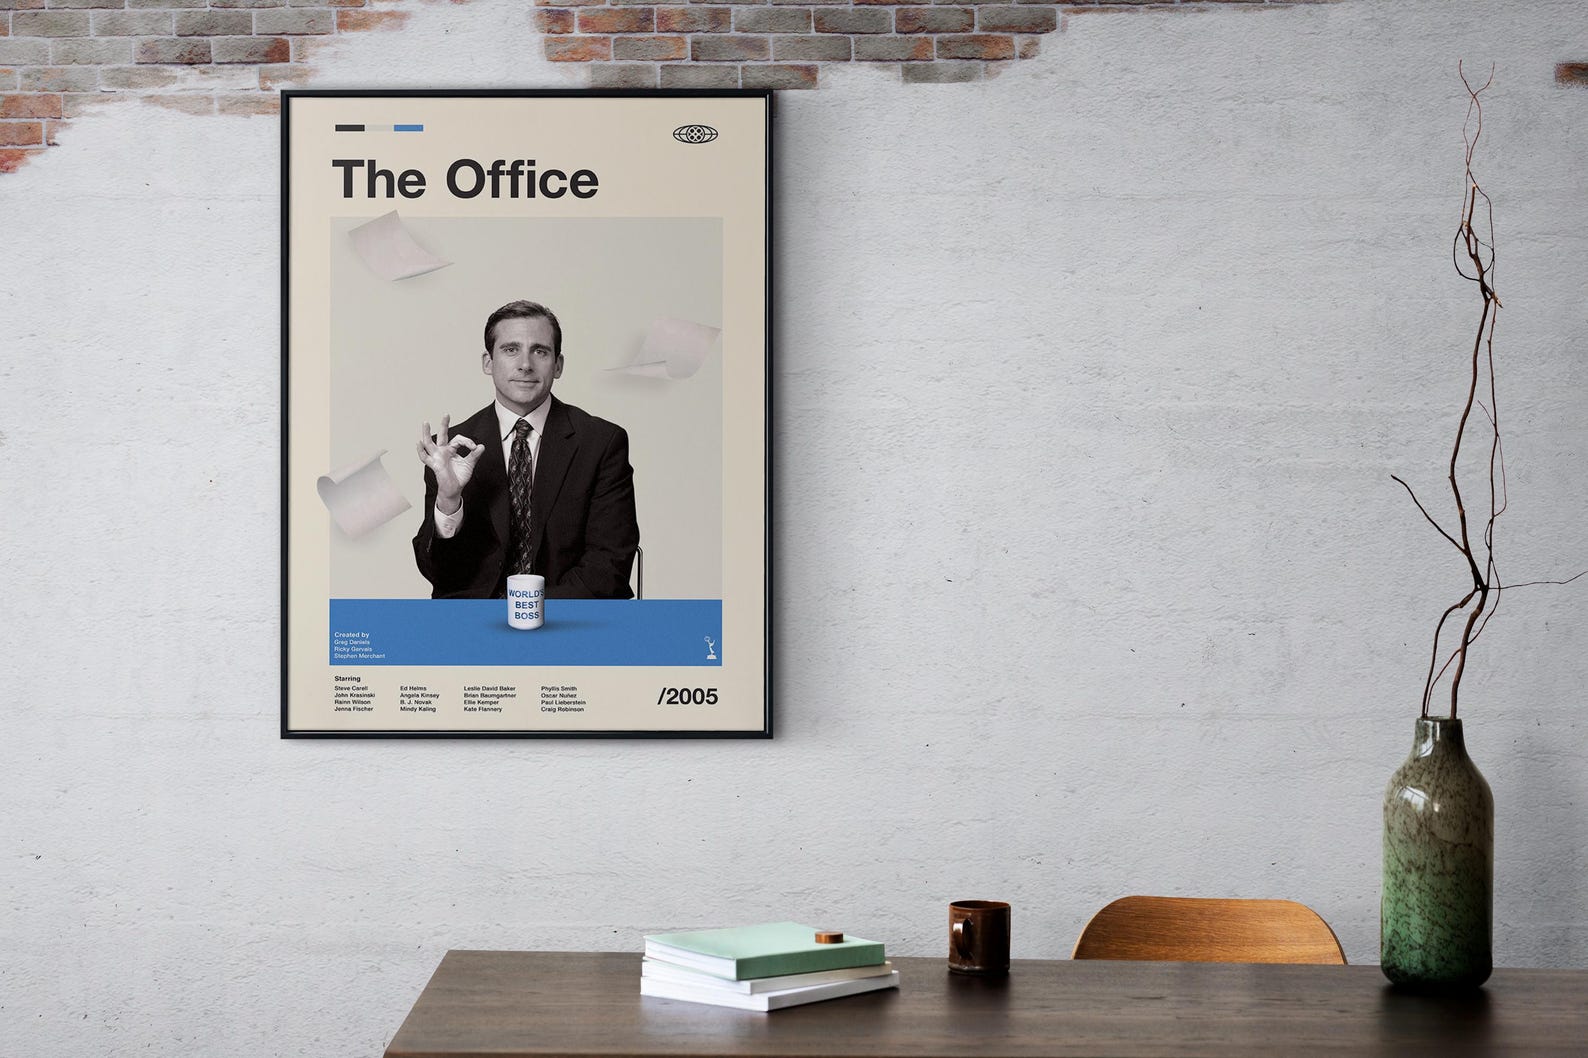 The Office
WORLD'S
BEST
BOSS
Created by
Greg Daniels
Ricky Gervais
Stephen Merchant
Starring
Steve Carell
John Krasinski
Rainn Wilson
Jenna Fischer
Ed Helms
Angela Kinsey
B. J. Novak
Mindy Kaling
Leslie David Baker
Brian Baumgartner
Ellie Kemper
Kate Flannery
Phyllis Smith
Oscar Nuñez
Paul Lieberstein
Craig Robinson
/2005